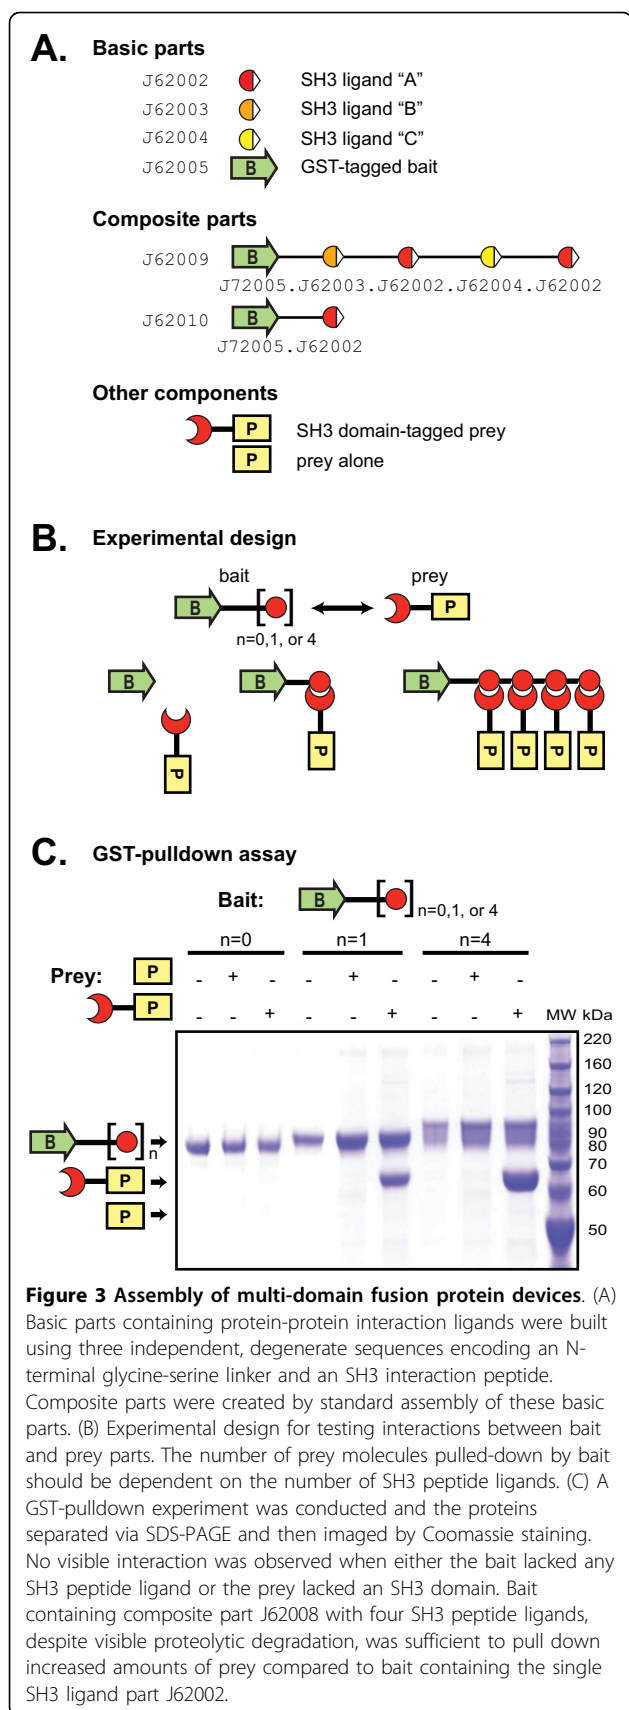 A. Basic parts
J62002 SH3 ligand “A”
J62003 SH3 ligand “B”
J62004 SH3 ligand “C”
J62005 B GST-tagged bait
Composite parts
J62009 B
J72005.J62003.J62002.J62004.J62002
J62010 B
J72005.J62002
Other components
P SH3 domain-tagged prey
P prey alone
B. Experimental design
bait prey
B P
n=0,1, or 4
B B B
P P P P P P
C. GST-pulldown assay
Bait: B n=0,1, or 4
n=0 n=1 n=4
Prey: P - + - - + - - + -
P - - + - - + - - + MW kDa
220
160
120
100
90
B n 80
70
P 60
P 50
Figure 3 Assembly of multi-domain fusion protein devices. (A)
Basic parts containing protein-protein interaction ligands were built
using three independent, degenerate sequences encoding an N-
terminal glycine-serine linker and an SH3 interaction peptide.
Composite parts were created by standard assembly of these basic
parts. (B) Experimental design for testing interactions between bait
and prey parts. The number of prey molecules pulled-down by bait
should be dependent on the number of SH3 peptide ligands. (C) A
GST-pulldown experiment was conducted and the proteins
separated via SDS-PAGE and then imaged by Coomassie staining.
No visible interaction was observed when either the bait lacked any
SH3 peptide ligand or the prey lacked an SH3 domain. Bait
containing composite part J62008 with four SH3 peptide ligands,
despite visible proteolytic degradation, was sufficient to pull down
increased amounts of prey compared to bait containing the single
SH3 ligand part J62002.